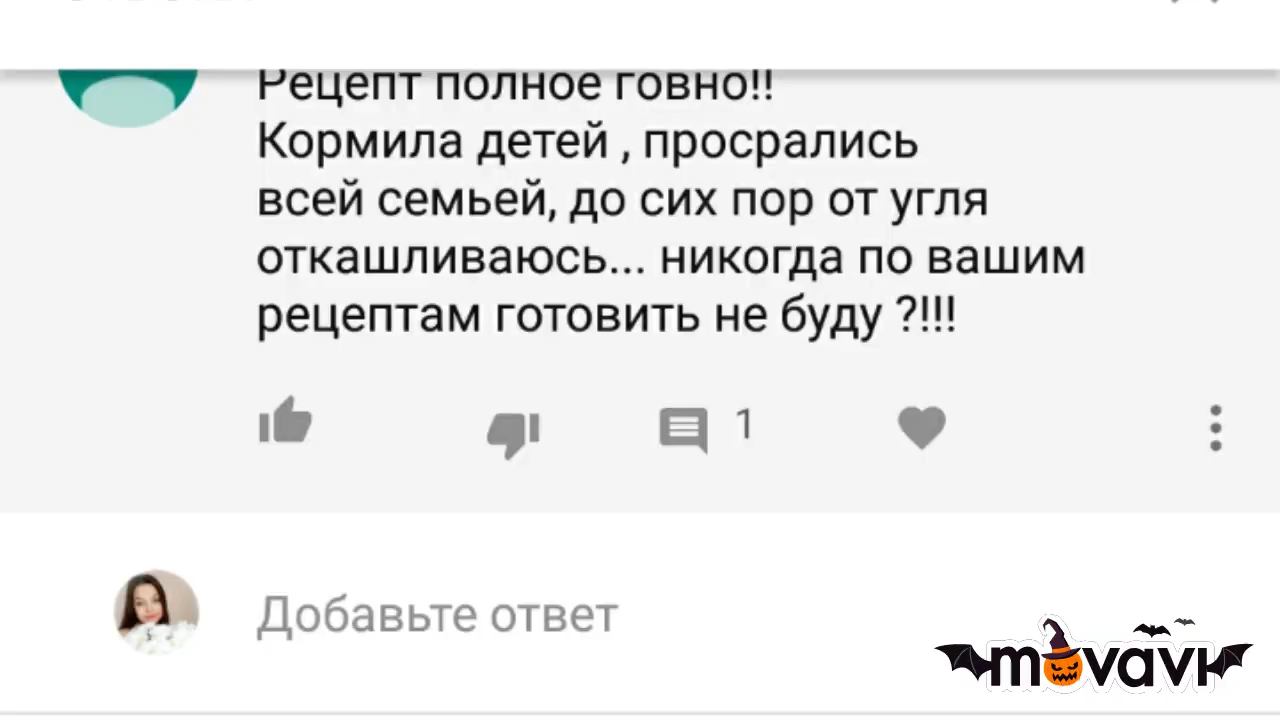 Рецепт полное говно!!
Кормила детей , просрались
всей семьей, до сих пор от угля
откашливаюсь... никогда по вашим
рецептам готовить не буду ?!!!
1
Добавьте ответ
movavi